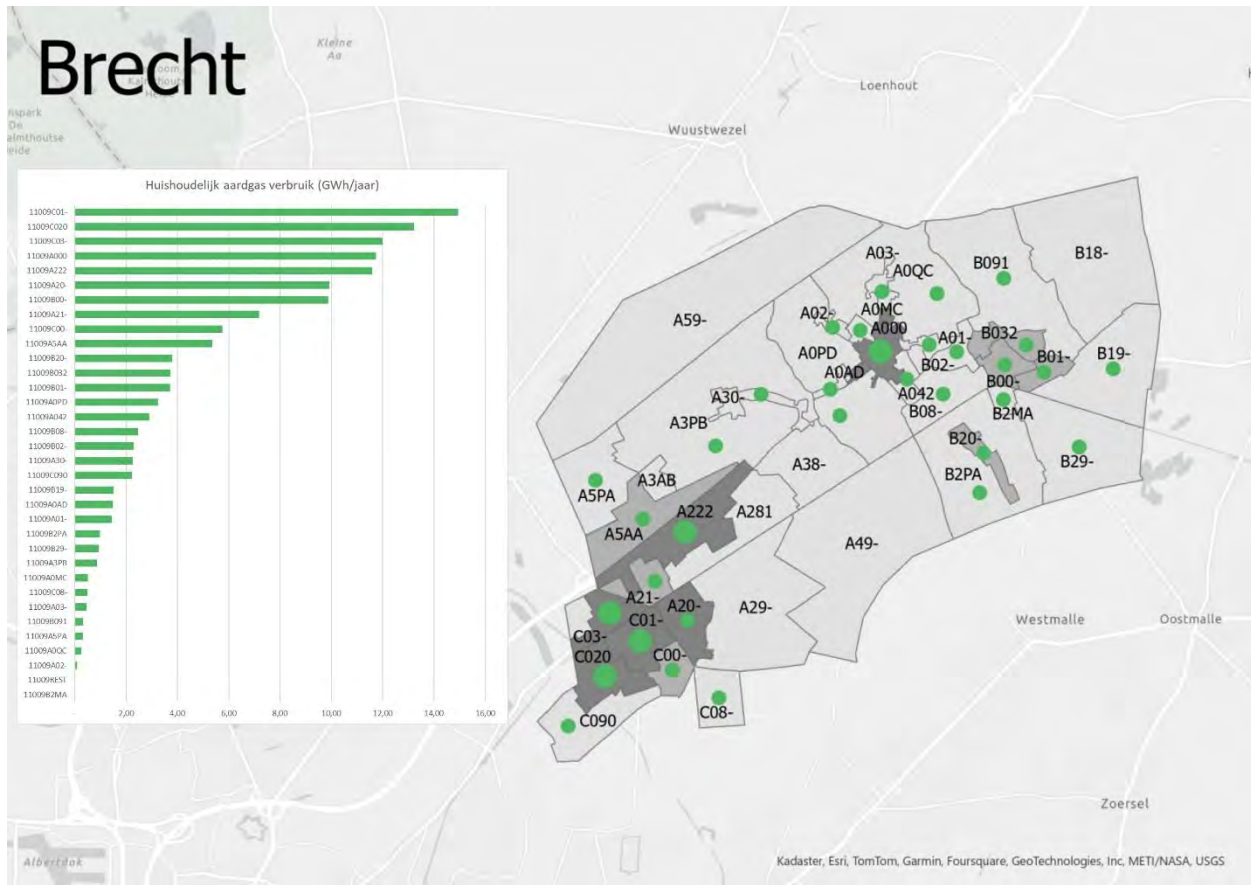 Brecht
Kleine
Aa
Loenhout
Wuustwezel
Huishoudelijk aardgas verbruik (GWh/jaar)
11009C01-
11009C020
11009C03-
11009A000
11009A222
11009A20-
11009B00-
11009A21-
11009C00-
11009A5AA
11009B20-
11009B032
11009B01-
11009A0PD
11009A042
11009B08-
11009B02-
11009A30-
11009C090
11009B19-
11009A0AD
11009A01-
11009B2PA
11009B29-
11009A3PB
11009A0MC
11009C08-
11009A03-
11009B091
11009A5PA
11009A0QC
11009A02-
11009REST
11009B2MA
2,00 4,00 6,00 8,00 10,00 12,00 14,00 16,00
A03-
A0QC
B091
B18-
A59-
A02-
A0MC
A000
A01-
B032
A0PD
A0AD
B02-
B01-
B19-
B00-
A30-
A042
B08-
B2MA
A3PB
B20-
A38-
B29-
B2PA
A3AB
A5PA
A222
A281
A5AA
A49-
A21-
A20-
A29-
C01-
C03-
C020
C00-
C08-
C090
Westmalle
Oostmalle
Zoersel
Albertdok
Kadaster, Esri, TomTom, Garmin, Foursquare, GeoTechnologies, Inc, METI/NASA, USGS